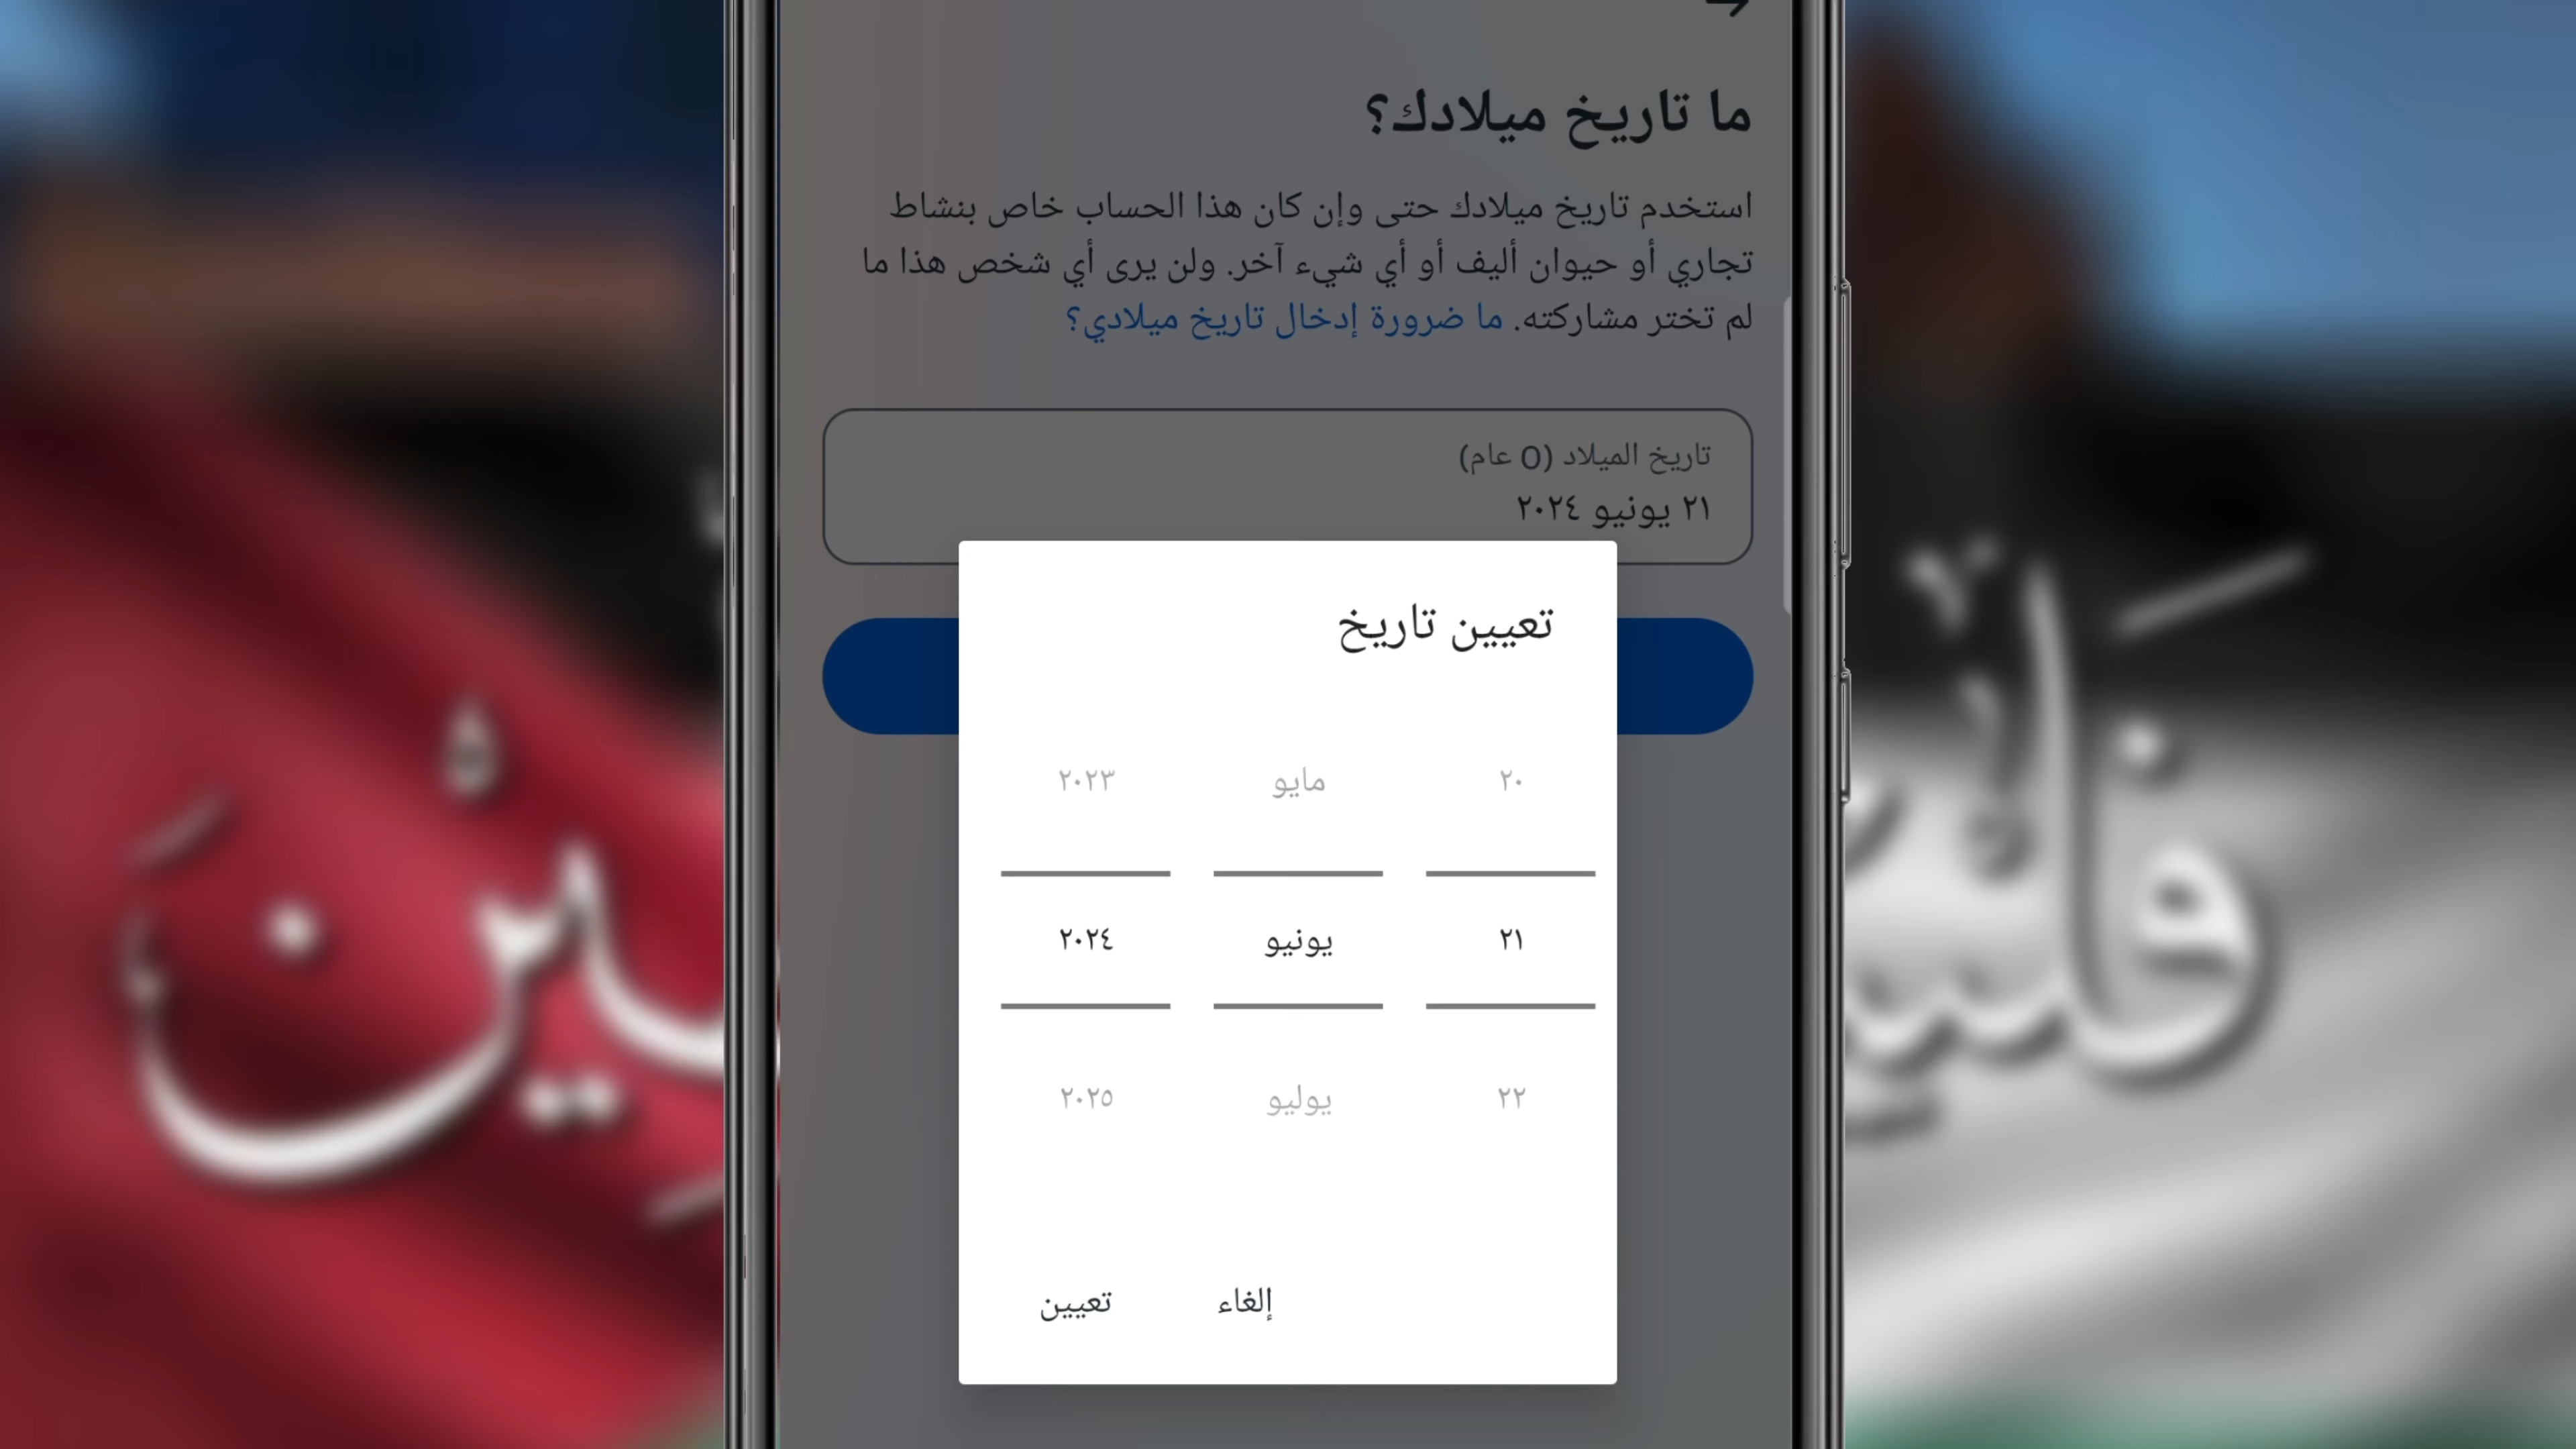 ما تاريخ ميلادك؟
استخدم تاريخ ميلادك حتى وإن كان هذا الحساب خاص بنشاط
تجاري أو حيوان أليف أو أي شيء آخر. ولن يرى أي شخص هذا ما
لم تختر مشاركته. ما ضرورة إدخال تاريخ ميلادي؟
تاريخ الميلاد (0 عام)
٢١ يونيو ٢٠٢٤
تعيين تاريخ
٢٠ مايو ٢٠٢٣
٢١ يونيو ٢٠٢٤
٢٢ يوليو ٢٠٢٥
إلغاء تعيين